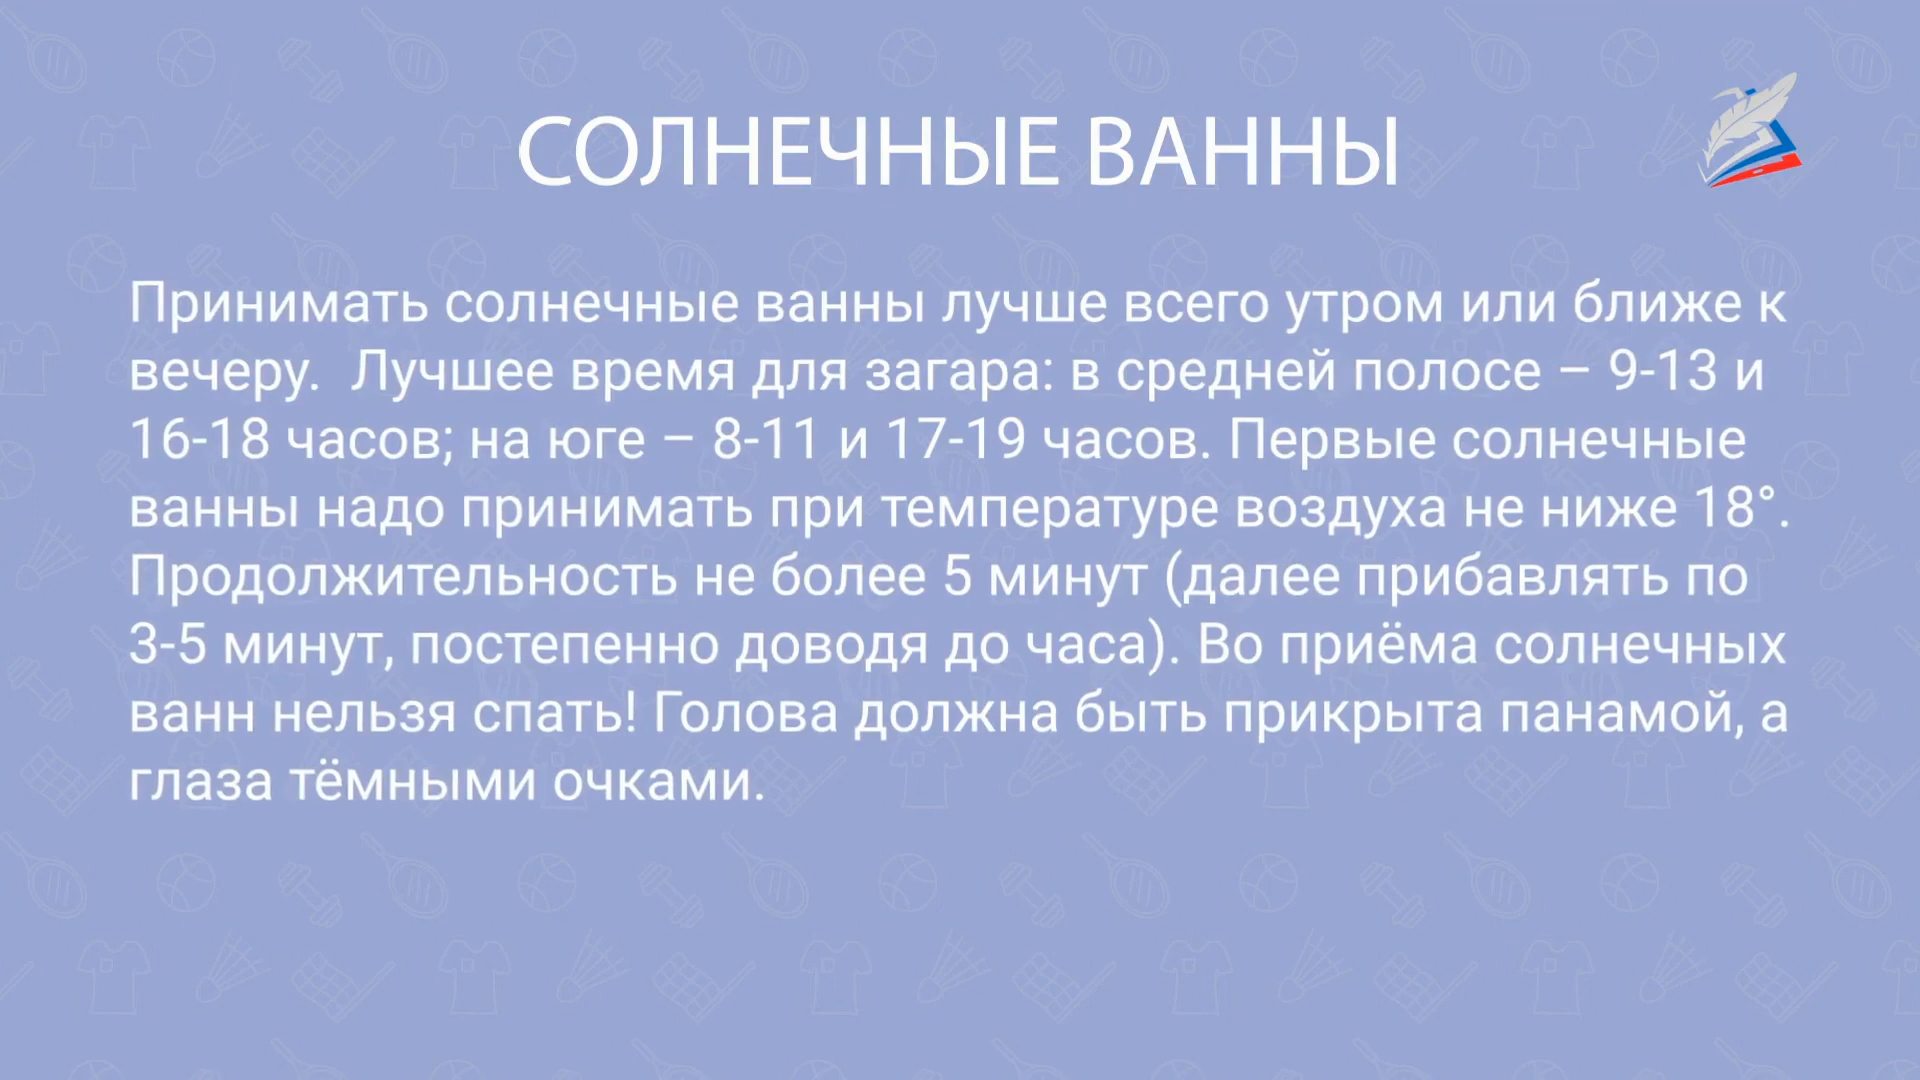 СОЛНЕЧНЫЕ ВАННЫ
Принимать солнечные ванны лучше всего утром или ближе к
вечеру.  Лучшее время для загара: в средней полосе – 9-13 и
16-18 часов; на юге – 8-11 и 17-19 часов. Первые солнечные
ванны надо принимать при температуре воздуха не ниже 18°.
Продолжительность не более 5 минут (далее прибавлять по
3-5 минут, постепенно доводя до часа). Во приёма солнечных
ванн нельзя спать! Голова должна быть прикрыта панамой, а
глаза тёмными очками.